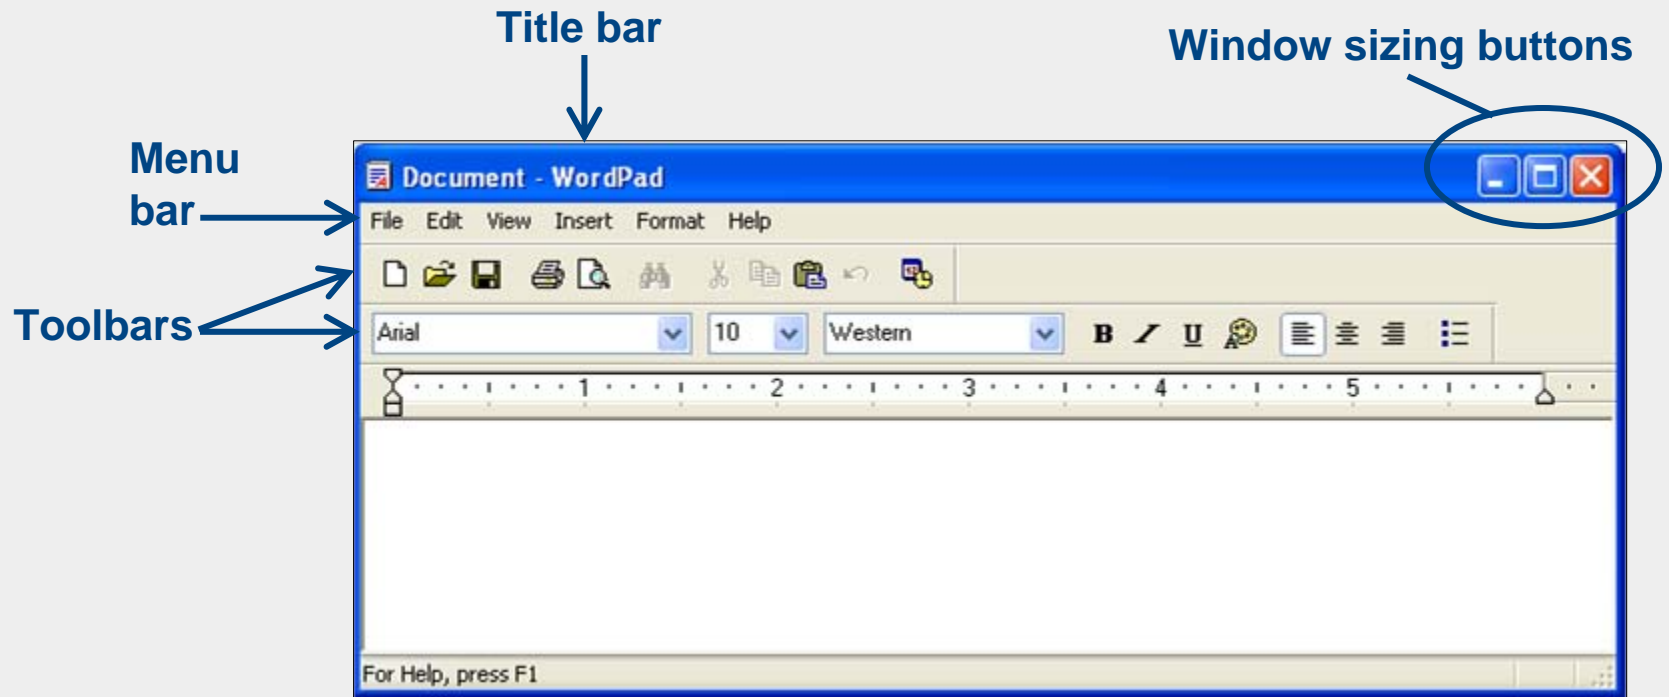 Title bar
Window sizing buttons
Menu
bar
Document - WordPad
File Edit View Insert Format Help
Toolbars
Arial 10 Western B I U
1 2 3 4 5
For Help, press F1